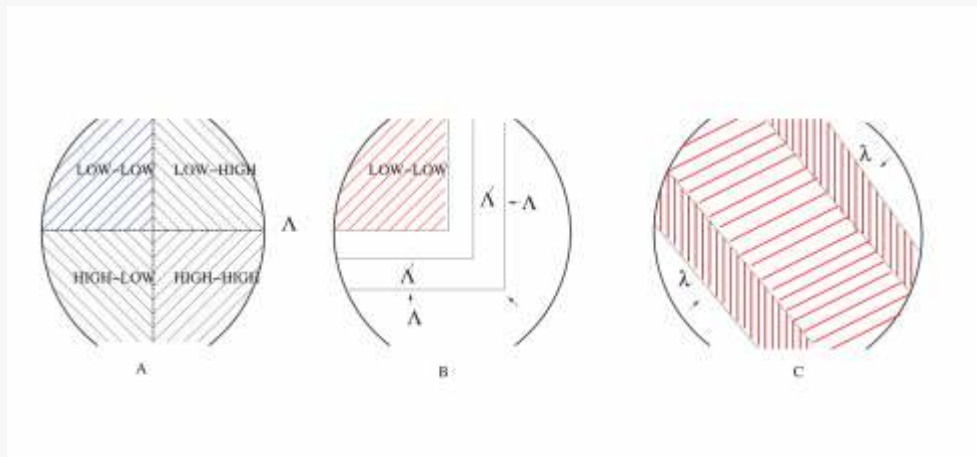 LOW-LOW LOW-HIGH
HIGH-LOW HIGH-HIGH
Λ
A
LOW-LOW
Λ' Λ
Λ'
Λ
B
λ
λ
C